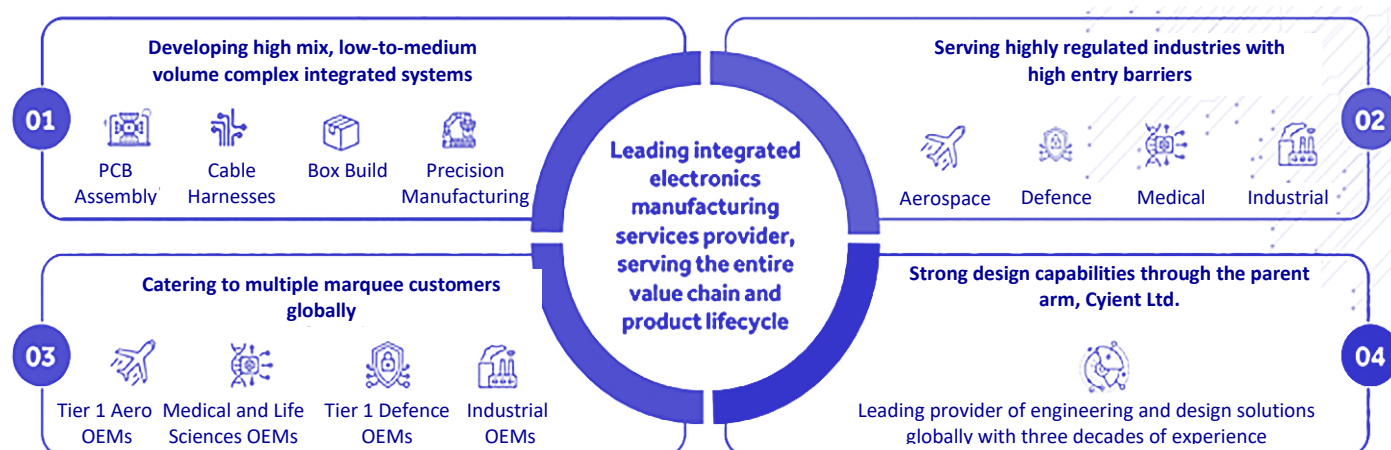 Developing high mix, low-to-medium
volume complex integrated systems
01
PCB
Assembly
Cable
Harnesses
Box Build
Precision
Manufacturing
Serving highly regulated industries with
high entry barriers
02
Aerospace
Defence
Medical
Industrial
Leading integrated
electronics
manufacturing
services provider,
serving the entire
value chain and
product lifecycle
Catering to multiple marquee customers
globally
03
Tier 1 Aero
OEMs
Medical and Life
Sciences OEMs
Tier 1 Defence
OEMs
Industrial
OEMs
Strong design capabilities through the parent
arm, Cyient Ltd.
04
Leading provider of engineering and design solutions
globally with three decades of experience